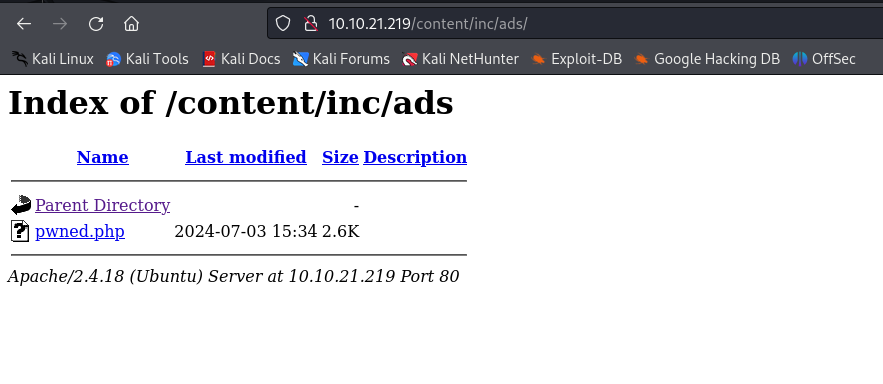 10.10.21.219/content/inc/ads/
Kali Linux Kali Tools Kali Docs Kali Forums Kali NetHunter Exploit-DB Google Hacking DB OffSec
Index of /content/inc/ads
Name Last modified Size Description
Parent Directory -
pwned.php 2024-07-03 15:34 2.6K
Apache/2.4.18 (Ubuntu) Server at 10.10.21.219 Port 80